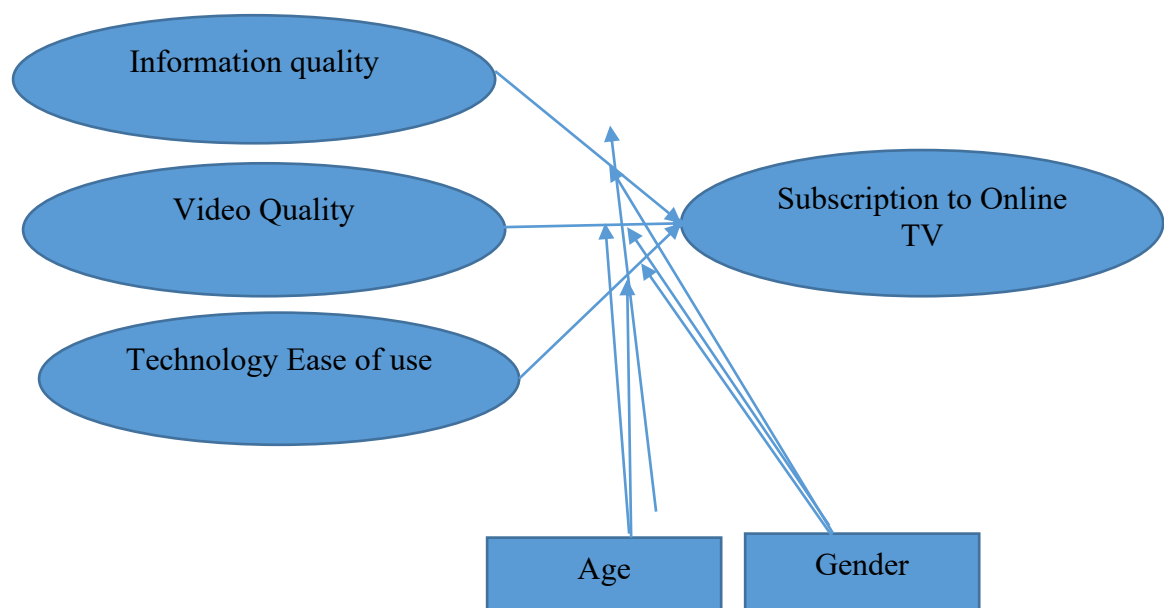 Information quality
Video Quality
Subscription to Online
TV
Technology Ease of use
Age
Gender